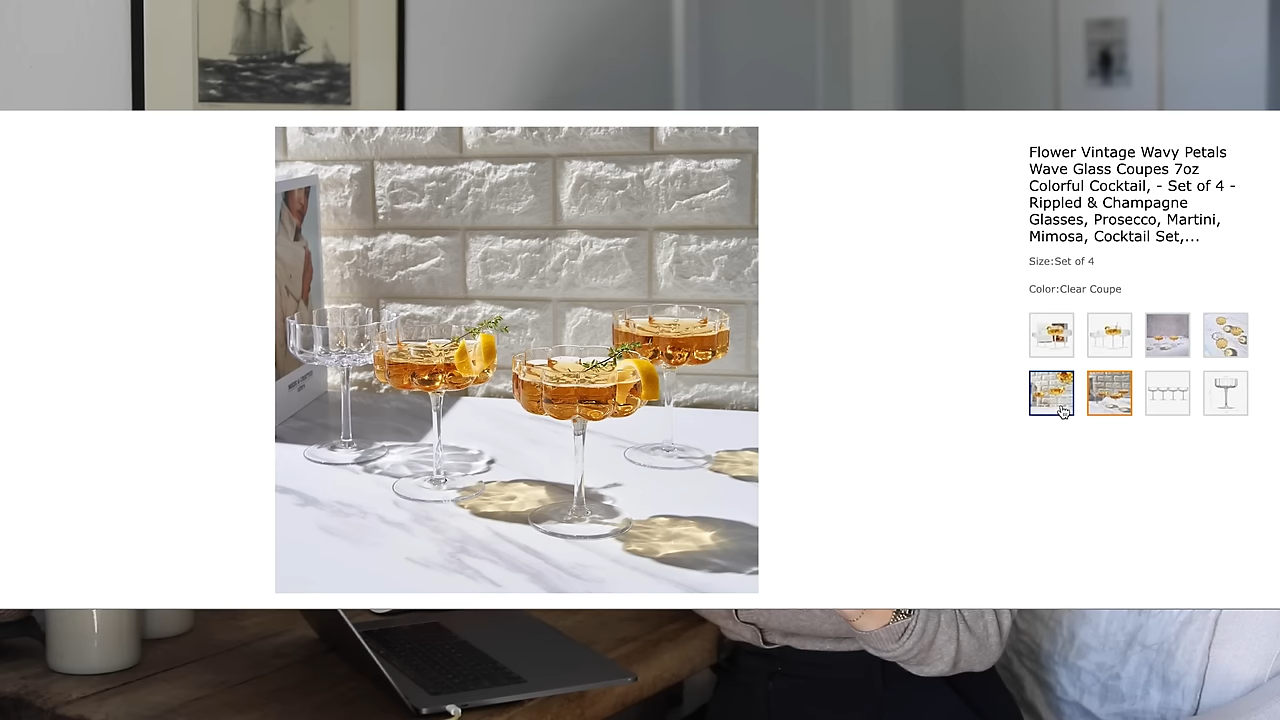 Flower Vintage Wavy Petals
Wave Glass Coupes 7oz
Colorful Cocktail, - Set of 4 -
Rippled & Champagne
Glasses, Prosecco, Martini,
Mimosa, Cocktail Set,...
Size:Set of 4
Color:Clear Coupe